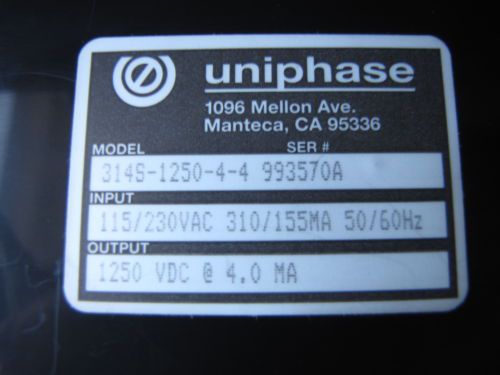 uniphase
1096 Mellon Ave.
Manteca, CA 95336
MODEL SER #
314S-1250-4-4 993570A
INPUT
115/230VAC 310/155MA 50/60Hz
OUTPUT
1250 VDC @ 4.0 MA